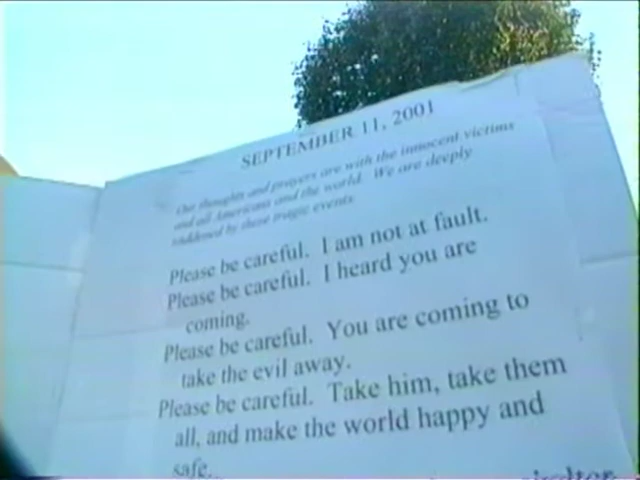 SEPTEMBER 11, 2001
Our thoughts and prayers are with the innocent victims
and all Americans and the world. We are deeply
saddened by these tragic events.
Please be careful. I am not at fault.
Please be careful. I heard you are
coming.
Please be careful. You are coming to
take the evil away.
Please be careful. Take him, take them
all, and make the world happy and
safe.